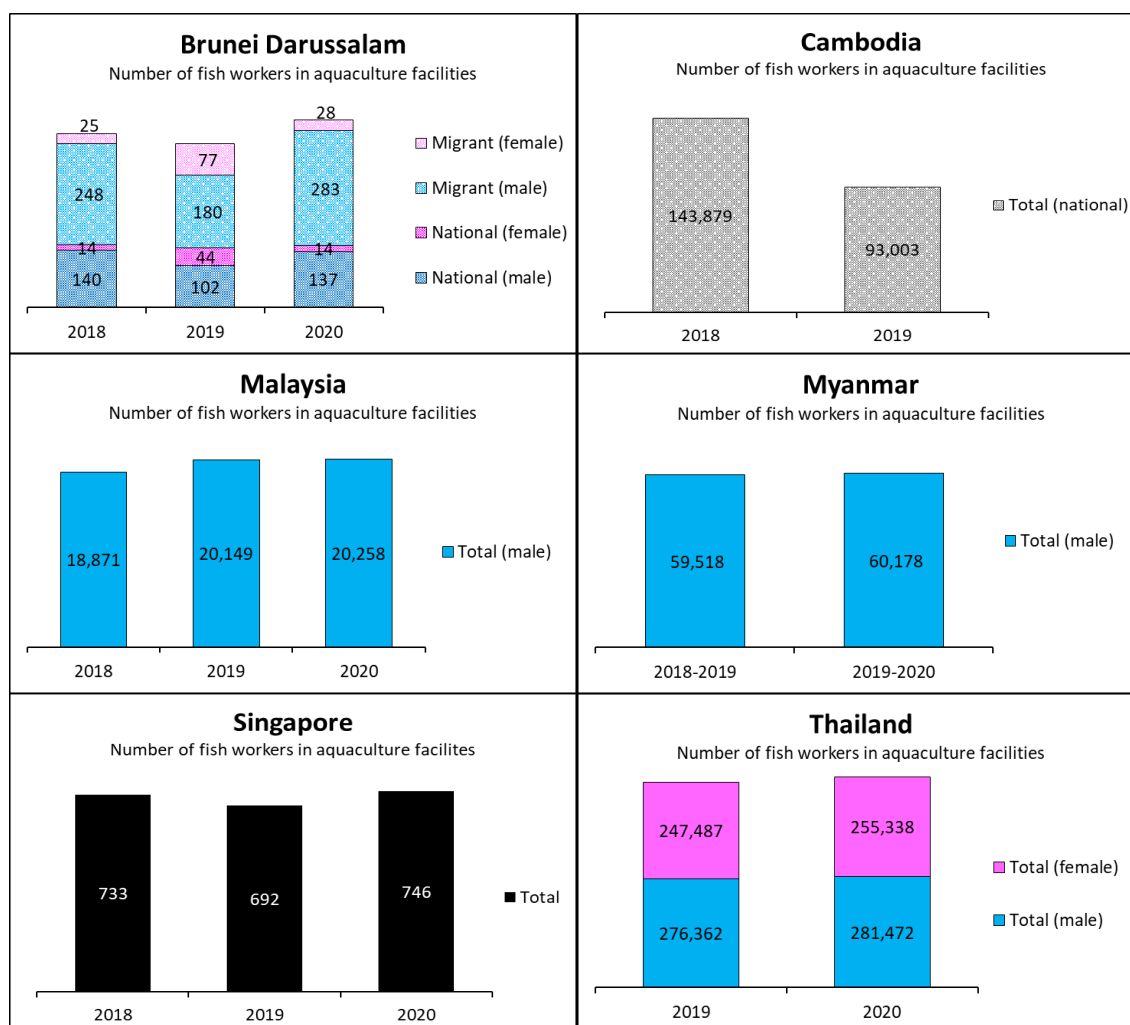 Brunei Darussalam
Number of fish workers in aquaculture facilities
25
248
14
140
77
180
44
102
28
283
14
137
2018
2019
2020
Migrant (female)
Migrant (male)
National (female)
National (male)
Cambodia
Number of fish workers in aquaculture facilities
143,879
93,003
2018
2019
Total (national)
Malaysia
Number of fish workers in aquaculture facilities
18,871
20,149
20,258
2018
2019
2020
Total (male)
Myanmar
Number of fish workers in aquaculture facilities
59,518
60,178
2018-2019
2019-2020
Total (male)
Singapore
Number of fish workers in aquaculture facilites
733
692
746
2018
2019
2020
Total
Thailand
Number of fish workers in aquaculture facilities
247,487
255,338
276,362
281,472
2019
2020
Total (female)
Total (male)